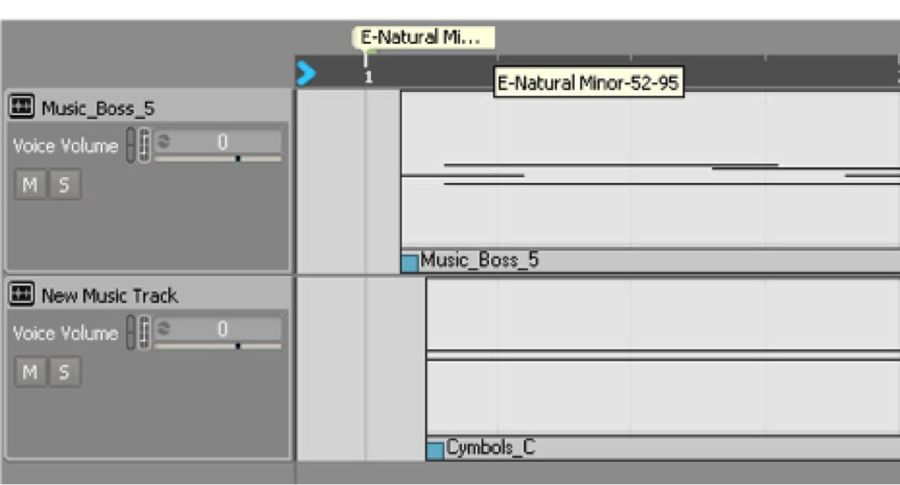 E-Natural Mi...
1
E-Natural Minor-52-95
Music_Boss_5
Voice Volume 0
M S
Music_Boss_5
New Music Track
Voice Volume 0
M S
Cymbols_C